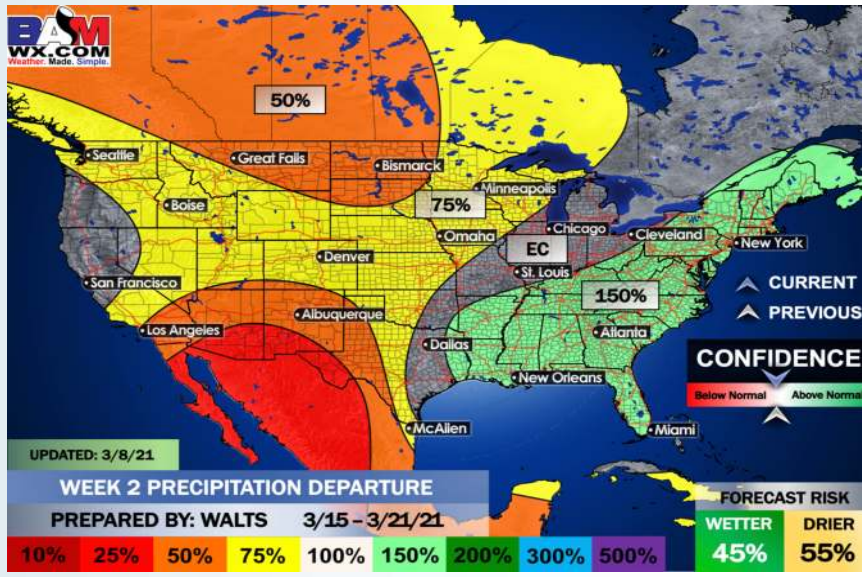 BAM
WX.COM
Weather. Made. Simple.
50%
Seattle
Great Falls
Bismarck
Minneapolis
Boise
75%
Omaha
Chicago
Cleveland
New York
EC
Denver
St. Louis
San Francisco
150%
CURRENT
PREVIOUS
Los Angeles
Albuquerque
Dallas
Atlanta
CONFIDENCE
Below Normal
Above Normal
New Orleans
McAllen
Miami
UPDATED: 3/8/21
WEEK 2 PRECIPITATION DEPARTURE
PREPARED BY: WALTS 3/15 – 3/21/21
FORECAST RISK
WETTER DRIER
45% 55%
10% 25% 50% 75% 100% 150% 200% 300% 500%